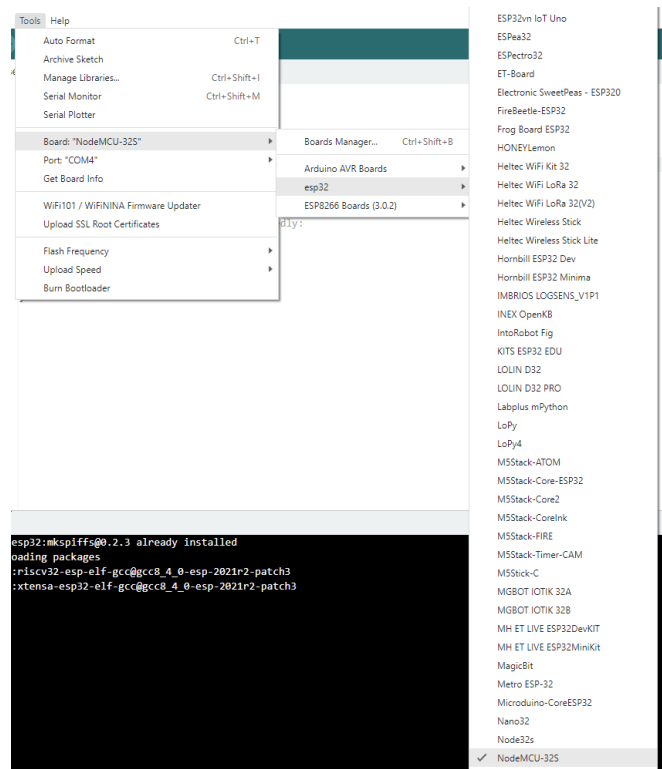 Tools Help
Auto Format Ctrl+T
Archive Sketch
Manage Libraries... Ctrl+Shift+I
Serial Monitor Ctrl+Shift+M
Serial Plotter
Board: "NodeMCU-32S"
Port: "COM4"
Get Board Info
WiFi101 / WiFiNINA Firmware Updater
Upload SSL Root Certificates
Flash Frequency
Upload Speed
Burn Bootloader
Boards Manager... Ctrl+Shift+B
Arduino AVR Boards
esp32
ESP8266 Boards (3.0.2)
dly:
ESP32vn IoT Uno
ESPea32
ESPectro32
ET-Board
Electronic SweetPeas - ESP320
FireBeetle-ESP32
Frog Board ESP32
HONEYLemon
Heltec WiFi Kit 32
Heltec WiFi LoRa 32
Heltec WiFi LoRa 32(V2)
Heltec Wireless Stick
Heltec Wireless Stick Lite
Hornbill ESP32 Dev
Hornbill ESP32 Minima
IMBRIOS LOGSENS_V1P1
INEX OpenKB
IntoRobot Fig
KITS ESP32 EDU
LOLIN D32
LOLIN D32 PRO
Labplus mPython
LoPy
LoPy4
M5Stack-ATOM
M5Stack-Core-ESP32
M5Stack-Core2
M5Stack-CoreInk
M5Stack-FIRE
M5Stack-Timer-CAM
M5Stick-C
MGBOT IOTIK 32A
MGBOT IOTIK 32B
MH ET LIVE ESP32DevKIT
MH ET LIVE ESP32MiniKit
MagicBit
Metro ESP-32
Microduino-CoreESP32
Nano32
Node32s
NodeMCU-32S
esp32:mkspiffs@0.2.3 already installed
oading packages
:riscv32-esp-elf-gcc@gcc8_4_0-esp-2021r2-patch3
:xtensa-esp32-elf-gcc@gcc8_4_0-esp-2021r2-patch3